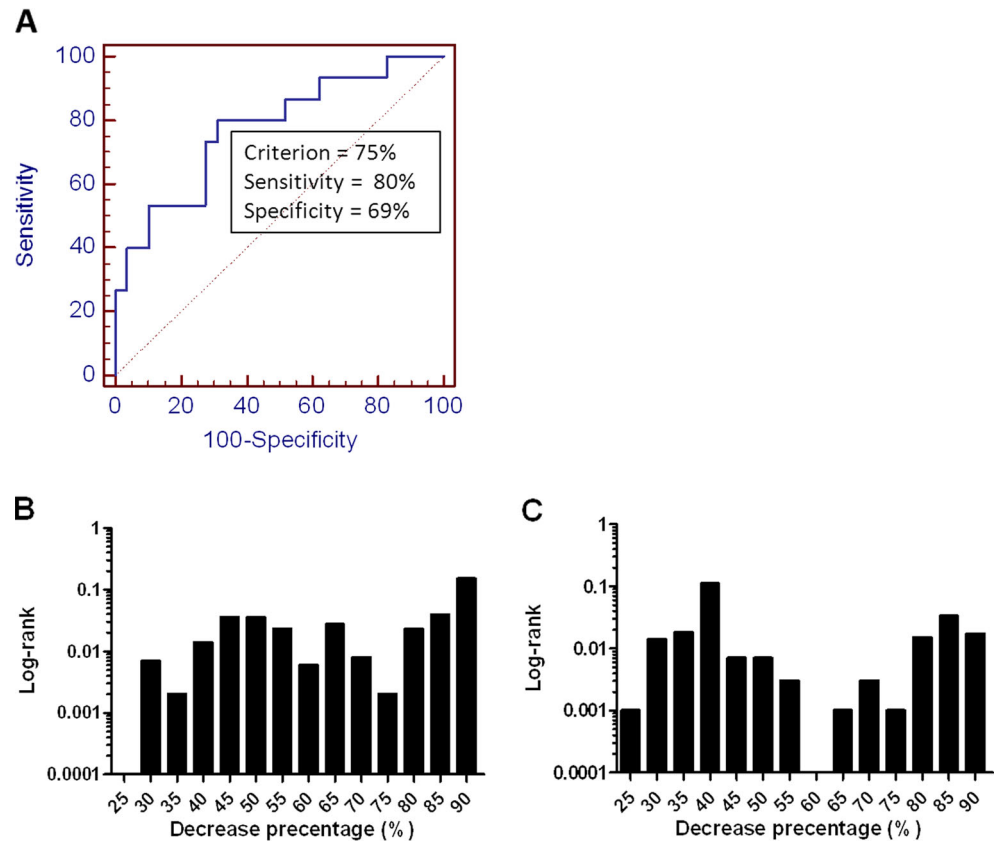 A
100
80
60
40
20
0
Sensitivity
Criterion = 75%
Sensitivity = 80%
Specificity = 69%
0 20 40 60 80 100
100-Specificity
B
1
0.1
0.01
0.001
0.0001
Log-rank
25 30 35 40 45 50 55 60 65 70 75 80 85 90
Decrease precentage (%)
C
1
0.1
0.01
0.001
0.0001
Log-rank
25 30 35 40 45 50 55 60 65 70 75 80 85 90
Decrease precentage (%)